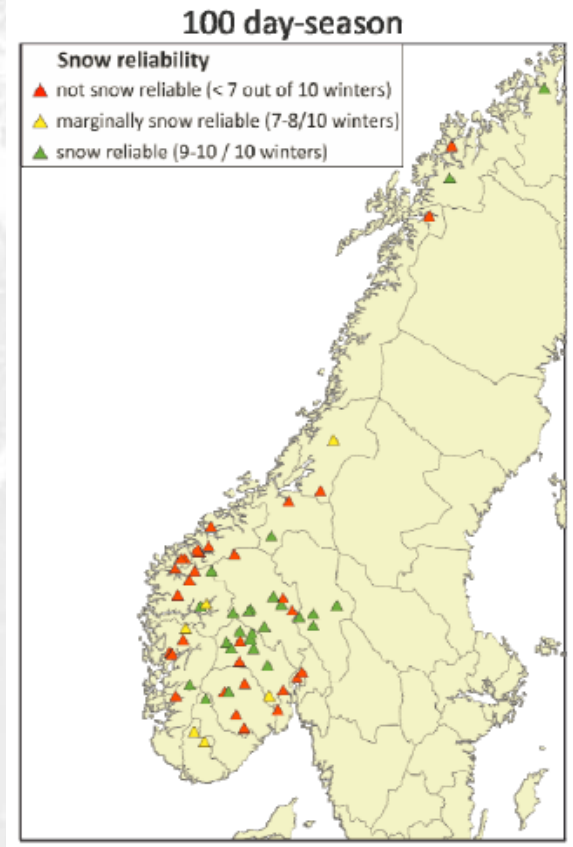 100 day-season
Snow reliability
not snow reliable (< 7 out of 10 winters)
marginally snow reliable (7-8/10 winters)
snow reliable (9-10 / 10 winters)